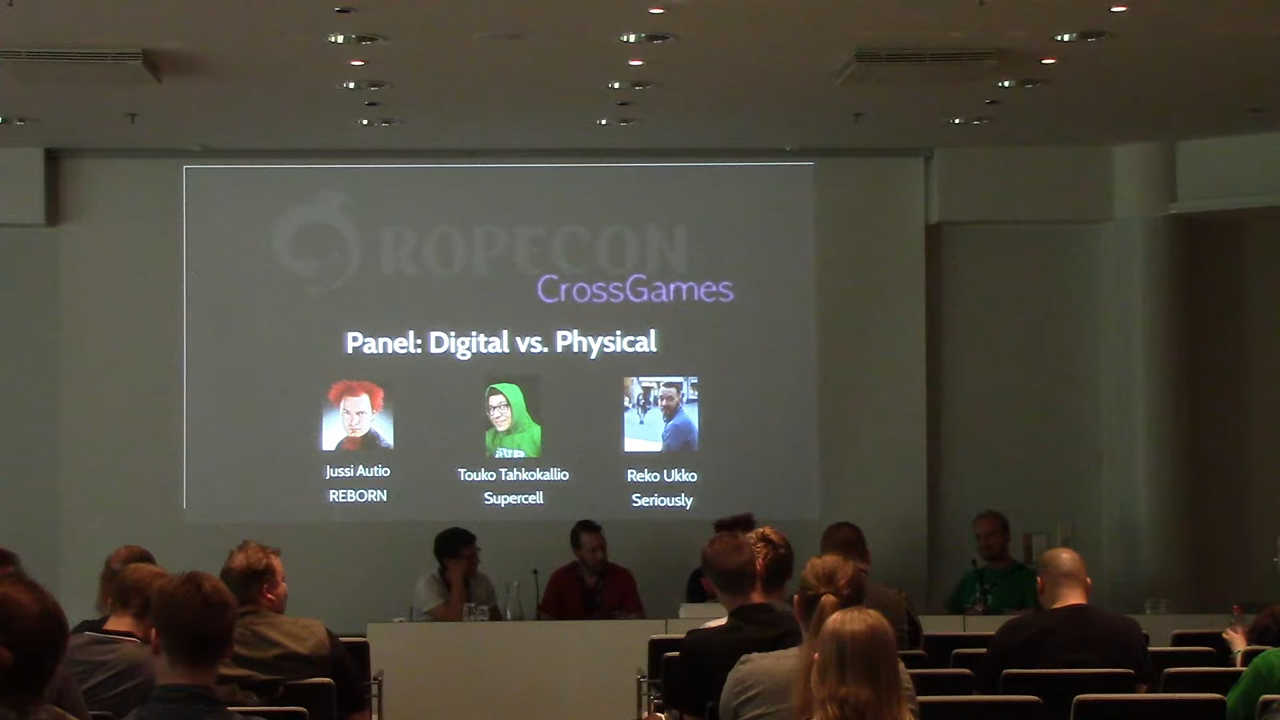 ROPECON
CrossGames
Panel: Digital vs. Physical
Jussi Autio
REBORN
Touko Tahkokallio
Supercell
Reko Ukko
Seriously